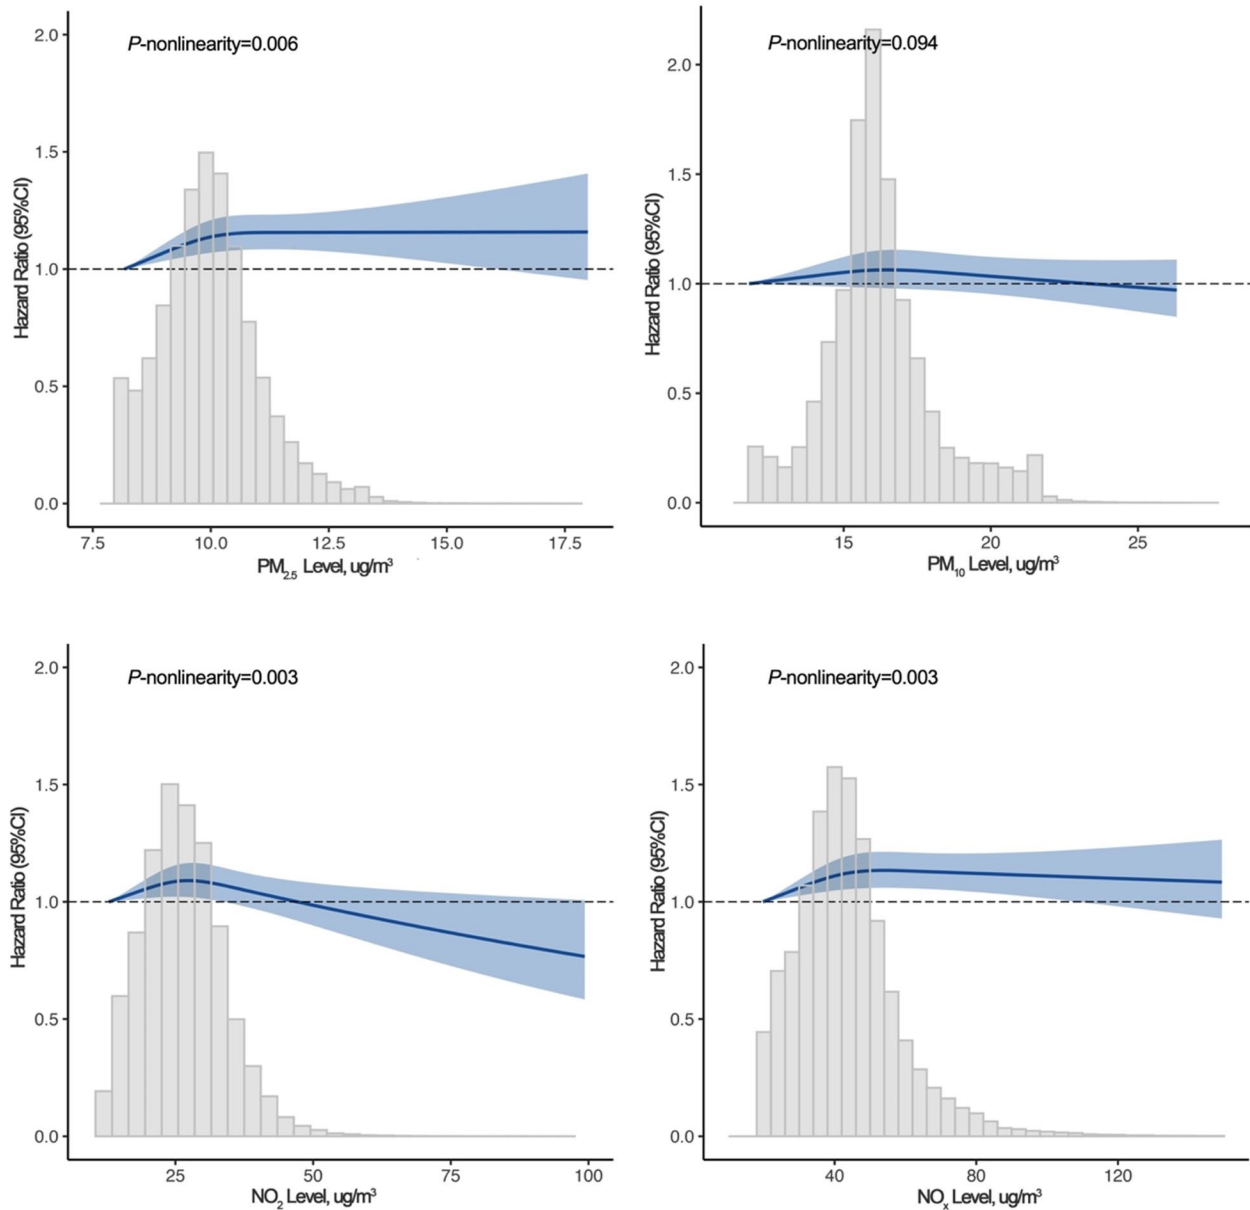 P-nonlinearity=0.006
2.0
1.5
1.0
0.5
0.0
Hazard Ratio (95%CI)
7.5 10.0 12.5 15.0 17.5
PM2.5 Level, ug/m³
P-nonlinearity=0.094
2.0
1.5
1.0
0.5
0.0
Hazard Ratio (95%CI)
15 20 25
PM10 Level, ug/m³
P-nonlinearity=0.003
2.0
1.5
1.0
0.5
0.0
Hazard Ratio (95%CI)
25 50 75 100
NO2 Level, ug/m³
P-nonlinearity=0.003
2.0
1.5
1.0
0.5
0.0
Hazard Ratio (95%CI)
40 80 120
NOx Level, ug/m³